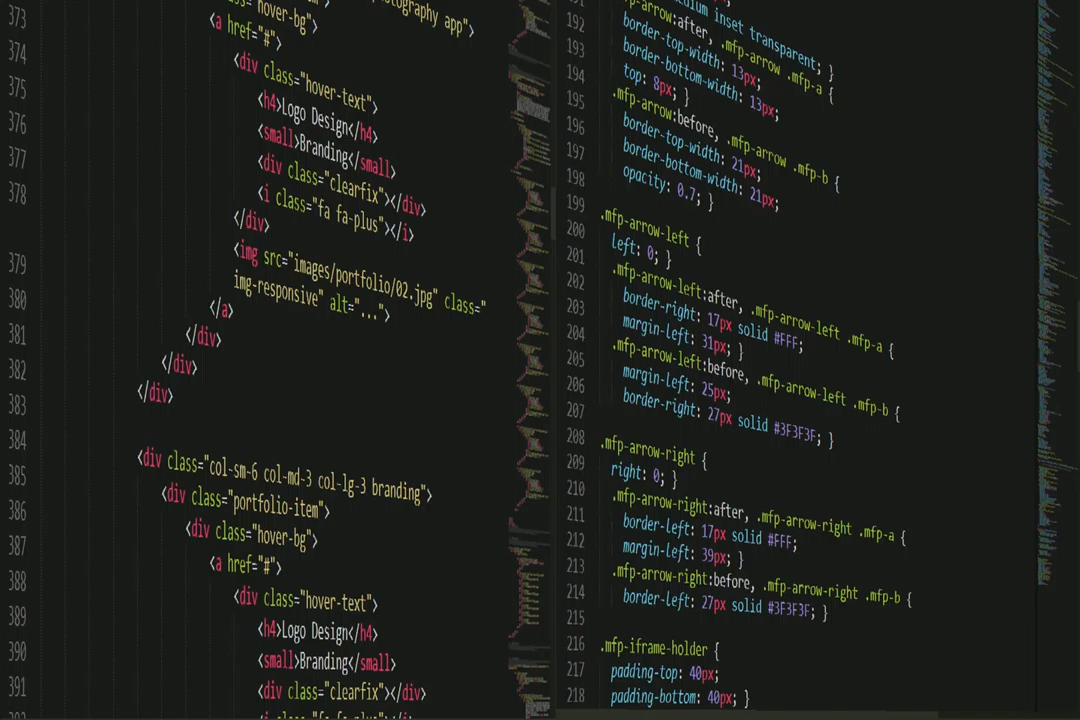 373
374
375
376
377
378
379
380
381
382
383
384
385
386
387
388
389
390
391
tography app">
hover-bg">
<a href="#">
<div class="hover-text">
<h4>Logo Design</h4>
<small>Branding</small>
<div class="clearfix"></div>
<i class="fa fa-plus"></i>
</div>
<img src="images/portfolio/02.jpg" class="
img-responsive" alt="...">
</a>
</div>
</div>
</div>
<div class="col-sm-6 col-md-3 col-lg-3 branding">
<div class="portfolio-item">
<div class="hover-bg">
<a href="#">
<div class="hover-text">
<h4>Logo Design</h4>
<small>Branding</small>
<div class="clearfix"></div>
192
193
194
195
196
197
198
199
200
201
202
203
204
205
206
207
208
209
210
211
212
213
214
215
216
217
218
inset transparent; }
.mfp-arrow:after, .mfp-arrow .mfp-a {
border-top-width: 13px;
border-bottom-width: 13px;
top: 8px; }
.mfp-arrow:before, .mfp-arrow .mfp-b {
border-top-width: 21px;
border-bottom-width: 21px;
opacity: 0.7; }
.mfp-arrow-left {
left: 0; }
.mfp-arrow-left:after, .mfp-arrow-left .mfp-a {
border-right: 17px solid #FFF;
margin-left: 31px; }
.mfp-arrow-left:before, .mfp-arrow-left .mfp-b {
margin-left: 25px;
border-right: 27px solid #3F3F3F; }
.mfp-arrow-right {
right: 0; }
.mfp-arrow-right:after, .mfp-arrow-right .mfp-a {
border-left: 17px solid #FFF;
margin-left: 39px; }
.mfp-arrow-right:before, .mfp-arrow-right .mfp-b {
border-left: 27px solid #3F3F3F; }
.mfp-iframe-holder {
padding-top: 40px;
padding-bottom: 40px; }